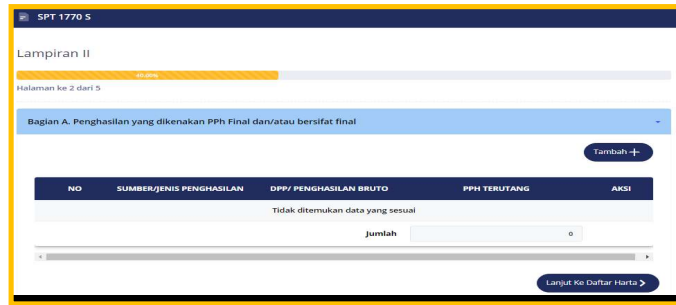 SPT 1770 S
Lampiran II
40.00%
Halaman ke 2 dari 5
Bagian A. Penghasilan yang dikenakan PPh Final dan/atau bersifat final
Tambah +
NO SUMBER/JENIS PENGHASILAN DPP/ PENGHASILAN BRUTO PPH TERUTANG AKSI
Tidak ditemukan data yang sesuai
Jumlah 0
Lanjut Ke Daftar Harta >